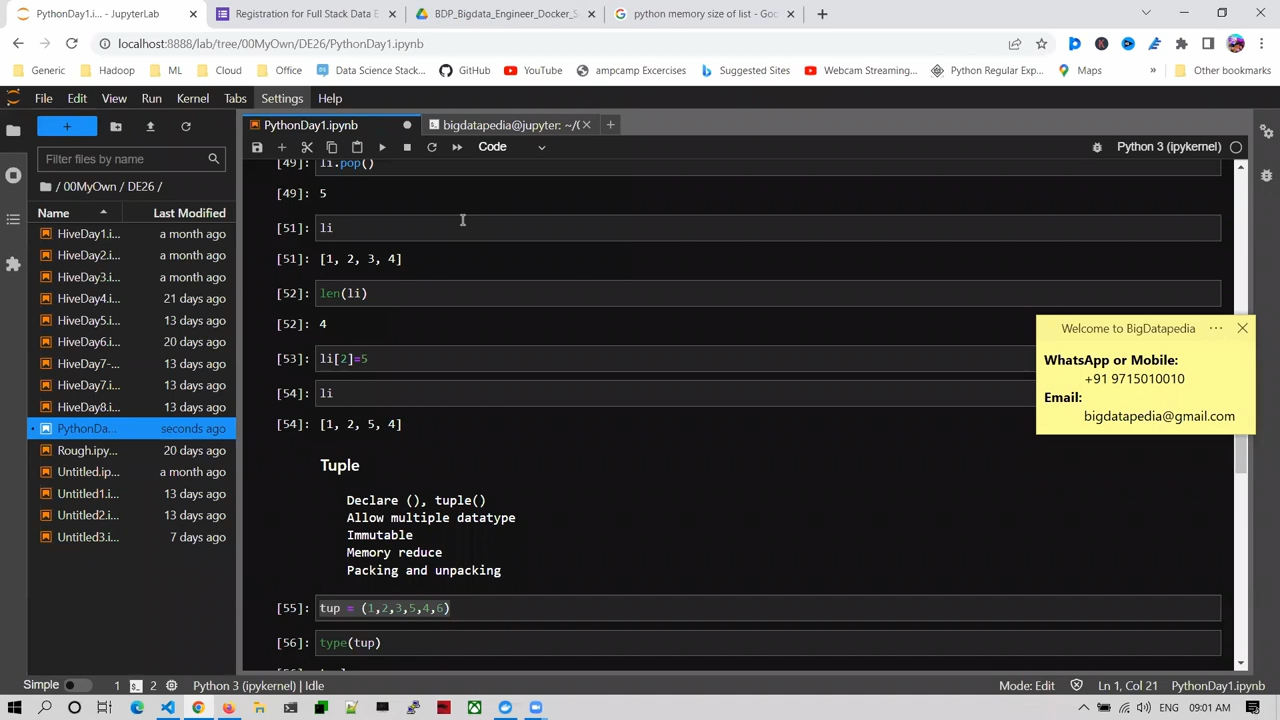 PythonDay1.i... - JupyterLab
Registration for Full Stack Data E
BDP_Bigdata_Engineer_Docker_S
python memory size of list - Goo
localhost:8888/lab/tree/00MyOwn/DE26/PythonDay1.ipynb
Generic
Hadoop
ML
Cloud
Office
Data Science Stack...
GitHub
YouTube
ampcamp Excercises
Suggested Sites
Webcam Streaming...
Python Regular Exp...
Maps
»
Other bookmarks
File Edit View Run Kernel Tabs Settings Help
PythonDay1.ipynb
bigdatapedia@jupyter: ~/(
Code
Python 3 (ipykernel)
Filter files by name
/ 00MyOwn / DE26 /
Name Last Modified
HiveDay1.i... a month ago
HiveDay2.i... a month ago
HiveDay3.i... a month ago
HiveDay4.i... 21 days ago
HiveDay5.i... 13 days ago
HiveDay6.i... 20 days ago
HiveDay7-... 13 days ago
HiveDay7.i... 13 days ago
HiveDay8.i... 13 days ago
PythonDa... seconds ago
Rough.ipy... 20 days ago
Untitled.ip... a month ago
Untitled1.i... 13 days ago
Untitled2.i... 13 days ago
Untitled3.i... 7 days ago
[49]: li.pop()
[49]: 5
[51]: li
[51]: [1, 2, 3, 4]
[52]: len(li)
[52]: 4
[53]: li[2]=5
[54]: li
[54]: [1, 2, 5, 4]
Tuple
Declare (), tuple()
Allow multiple datatype
Immutable
Memory reduce
Packing and unpacking
[55]: tup = (1,2,3,5,4,6)
[56]: type(tup)
Welcome to BigDatapedia
WhatsApp or Mobile:
+91 9715010010
Email:
bigdatapedia@gmail.com
Simple 1 2 Python 3 (ipykernel) | Idle
Mode: Edit Ln 1, Col 21 PythonDay1.ipynb
ENG 09:01 AM